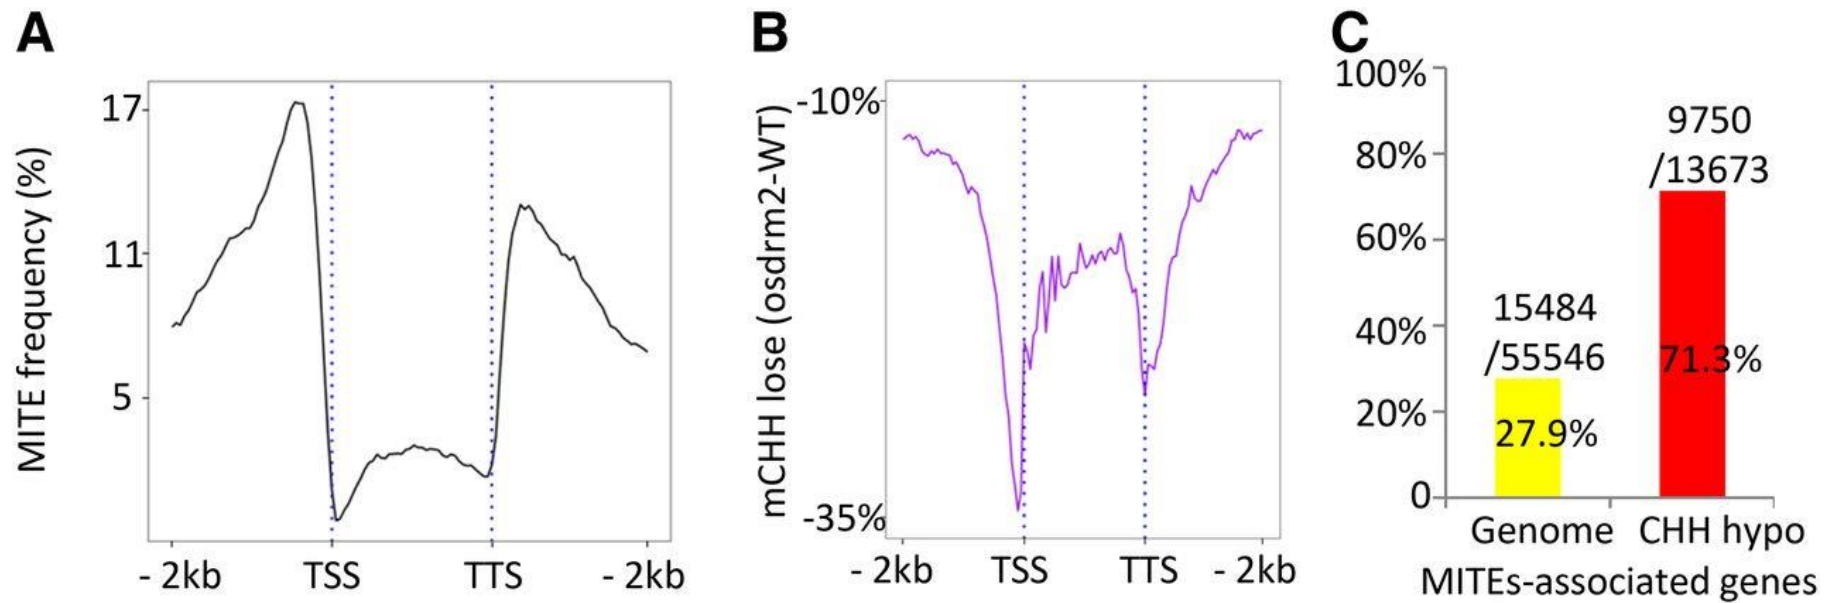 A
MITE frequency (%)
17
11
5
- 2kb
TSS
TTS
- 2kb
B
mCHH lose (osdrm2-WT)
-10%
-35%
- 2kb
TSS
TTS
- 2kb
C
100%
80%
60%
40%
20%
0
15484
/55546
27.9%
9750
/13673
71.3%
Genome
CHH hypo
MITEs-associated genes